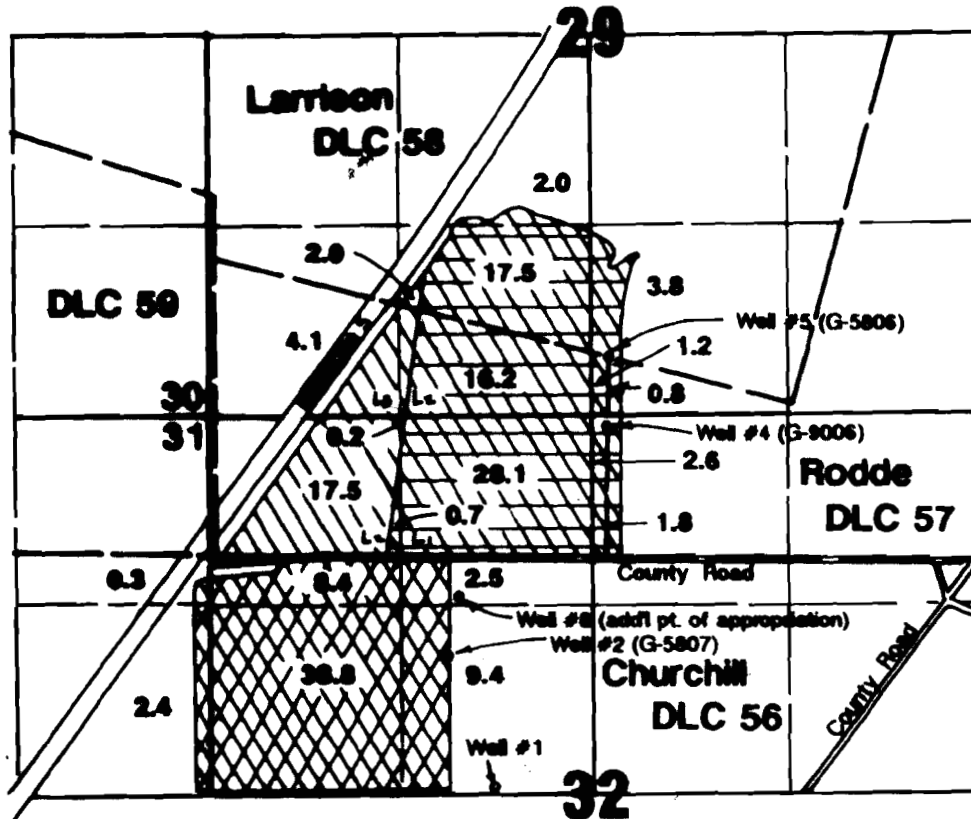 29
Larrison
DLC 58
2.0
2.0
17.5
DLC 59
3.8
Well #5 (G-5806)
4.1
1.2
16.2
0.8
30
31
0.2
Well #4 (G-9006)
2.6
28.1
Rodde
17.5
DLC 57
0.7
1.8
0.3
8.4
2.5
County Road
Well #8 (add'l pt. of appropriation)
Well #2 (G-5807)
38.8
9.4
Churchill
2.4
DLC 56
County Road
Well #1
32